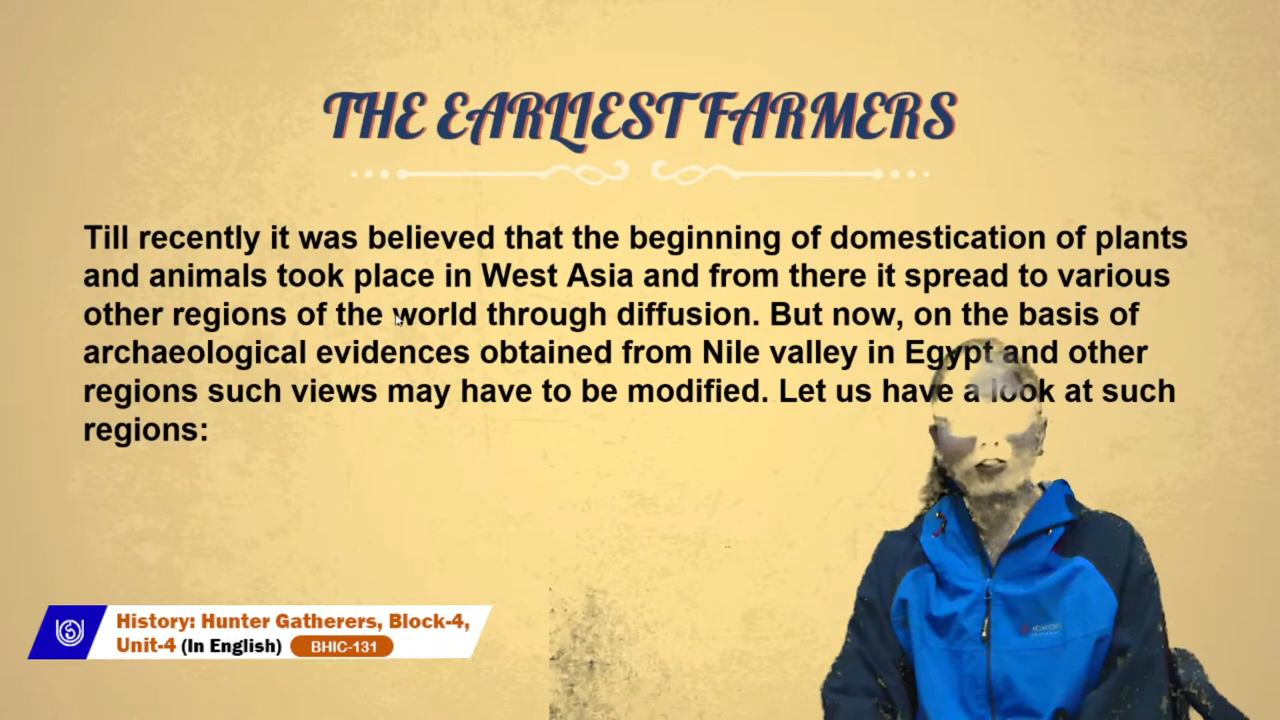 THE EARLIEST FARMERS
Till recently it was believed that the beginning of domestication of plants
and animals took place in West Asia and from there it spread to various
other regions of the world through diffusion. But now, on the basis of
archaeological evidences obtained from Nile valley in Egypt and other
regions such views may have to be modified. Let us have a look at such
regions:
History: Hunter Gatherers, Block-4,
Unit-4 (In English) BHIC-131